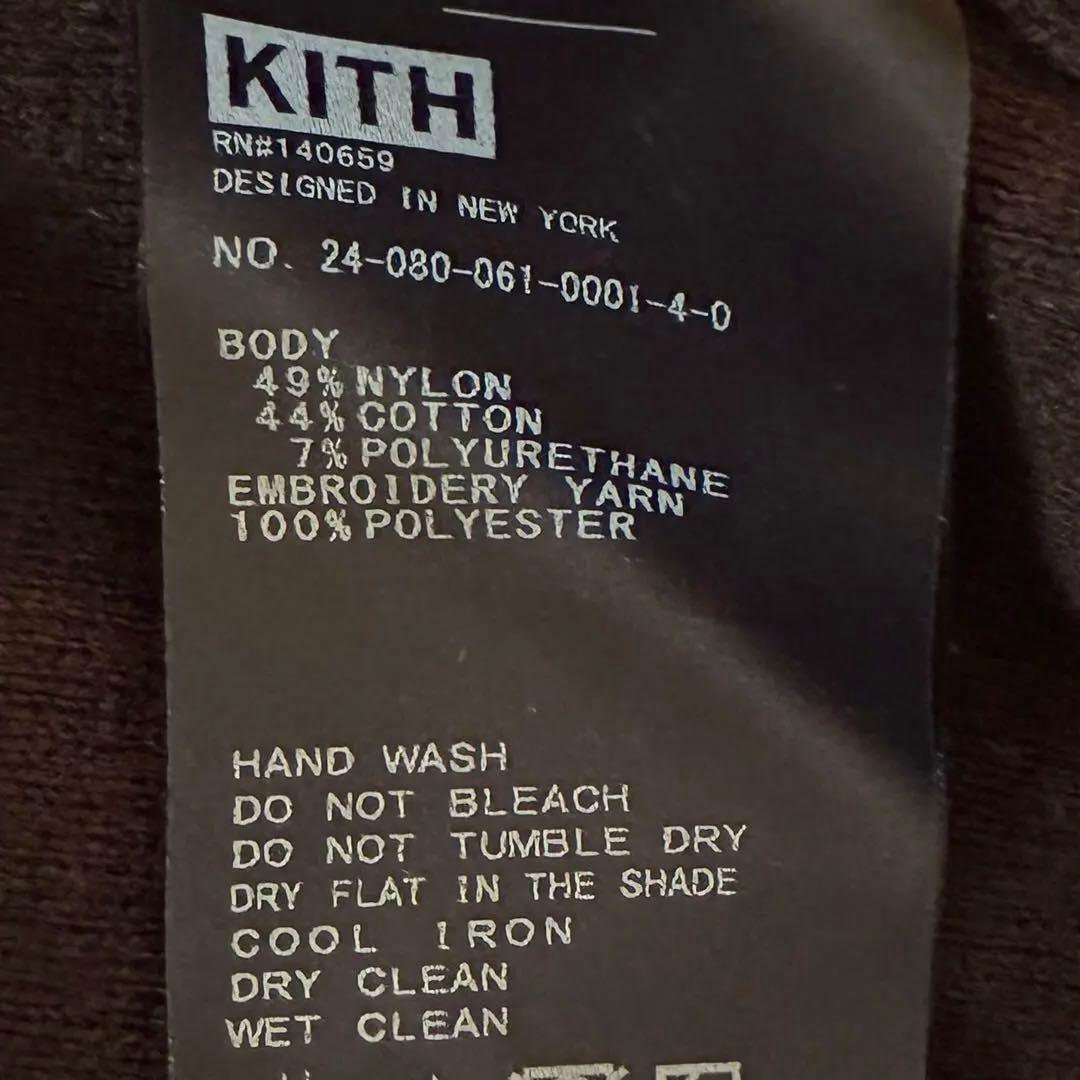 KITH
RN#140659
DESIGNED IN NEW YORK
NO. 24-080-061-0001-4-0
BODY
49% NYLON
44% COTTON
7% POLYURETHANE
EMBROIDERY YARN
100% POLYESTER
HAND WASH
DO NOT BLEACH
DO NOT TUMBLE DRY
DRY FLAT IN THE SHADE
COOL IRON
DRY CLEAN
WET CLEAN